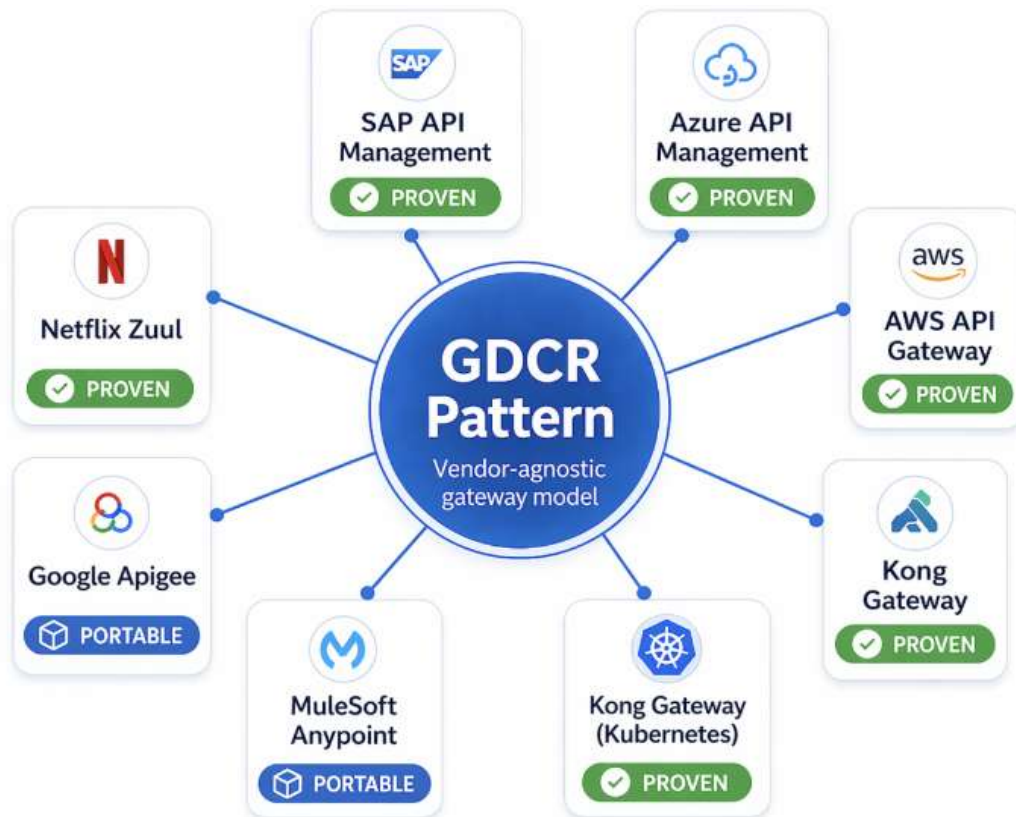 SAP
SAP API
Management
PROVEN
Azure API
Management
PROVEN
N
Netflix Zuul
PROVEN
aws
AWS API
Gateway
PROVEN
GDCR
Pattern
Vendor-agnostic
gateway model
Google Apigee
PORTABLE
Kong
Gateway
PROVEN
MuleSoft
Anypoint
PORTABLE
Kong Gateway
(Kubernetes)
PROVEN